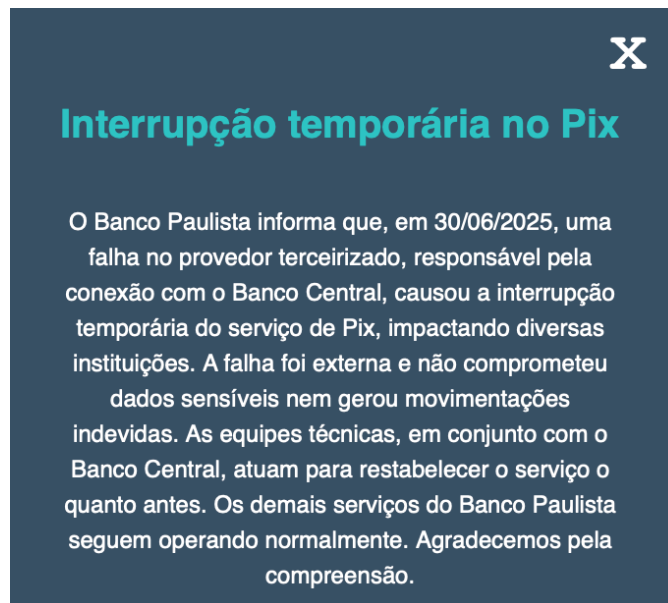 X
Interrupção temporária no Pix
O Banco Paulista informa que, em 30/06/2025, uma
falha no provedor terceirizado, responsável pela
conexão com o Banco Central, causou a interrupção
temporária do serviço de Pix, impactando diversas
instituições. A falha foi externa e não comprometeu
dados sensíveis nem gerou movimentações
indevidas. As equipes técnicas, em conjunto com o
Banco Central, atuam para restabelecer o serviço o
quanto antes. Os demais serviços do Banco Paulista
seguem operando normalmente. Agradecemos pela
compreensão.